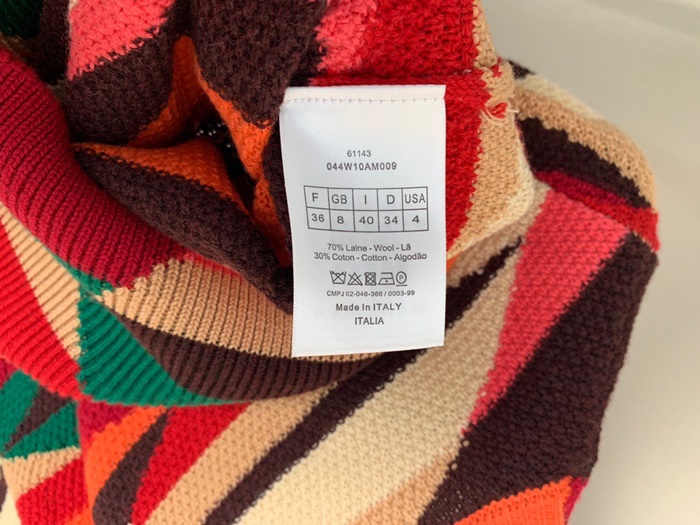 61143
044W10AM009
F GB I D USA
36 8 40 34 4
70% Laine - Wool - Lã
30% Coton - Cotton - Algodão
CMPJ 02-046-366 / 0003-99
Made in ITALY
ITALIA